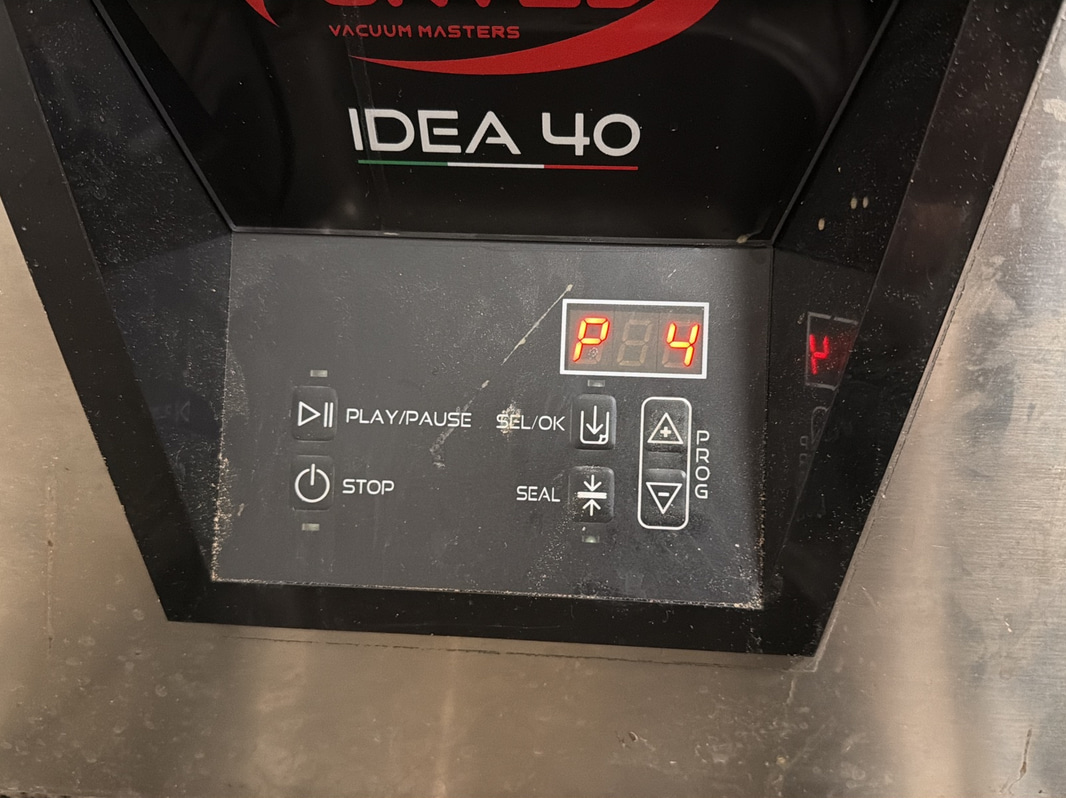 VACUUM MASTERS
IDEA 40
P 4
PLAY/PAUSE
SEL/OK
STOP
SEAL
PROG